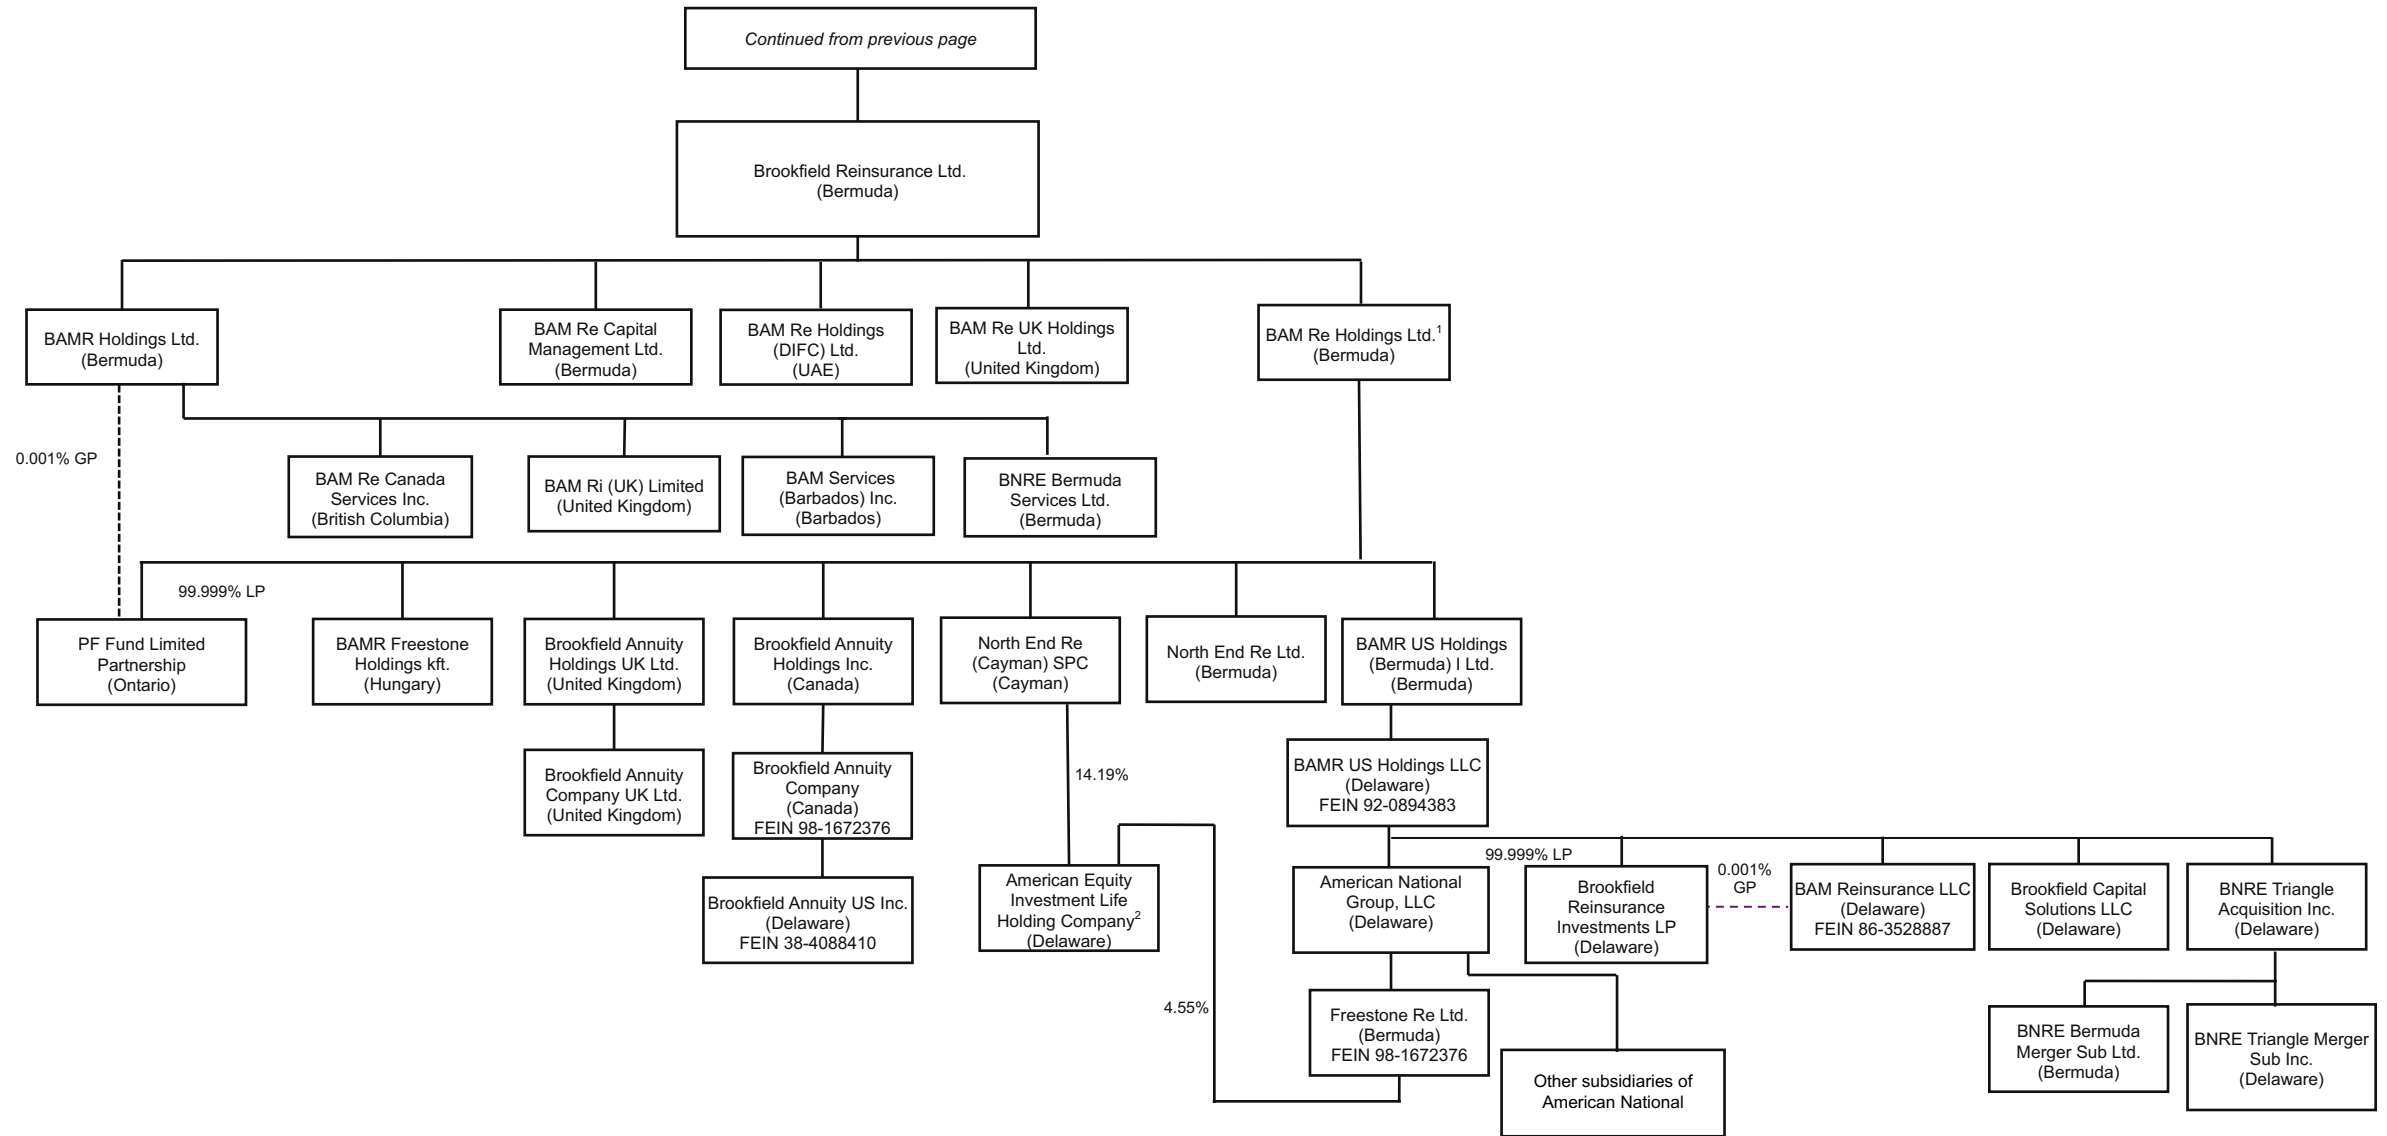 Continued from previous page
Brookfield Reinsurance Ltd.
(Bermuda)
BAMR Holdings Ltd.
(Bermuda)
BAM Re Capital
Management Ltd.
(Bermuda)
BAM Re Holdings
(DIFC) Ltd.
(UAE)
BAM Re UK Holdings
Ltd.
(United Kingdom)
BAM Re Holdings Ltd.1
(Bermuda)
0.001% GP
BAM Re Canada
Services Inc.
(British Columbia)
BAM Ri (UK) Limited
(United Kingdom)
BAM Services
(Barbados) Inc.
(Barbados)
BNRE Bermuda
Services Ltd.
(Bermuda)
99.999% LP
PF Fund Limited
Partnership
(Ontario)
BAMR Freestone
Holdings kft.
(Hungary)
Brookfield Annuity
Holdings UK Ltd.
(United Kingdom)
Brookfield Annuity
Holdings Inc.
(Canada)
North End Re
(Cayman) SPC
(Cayman)
North End Re Ltd.
(Bermuda)
BAMR US Holdings
(Bermuda) I Ltd.
(Bermuda)
Brookfield Annuity
Company UK Ltd.
(United Kingdom)
Brookfield Annuity
Company
(Canada)
FEIN 98-1672376
14.19%
BAMR US Holdings LLC
(Delaware)
FEIN 92-0894383
Brookfield Annuity US Inc.
(Delaware)
FEIN 38-4088410
American Equity
Investment Life
Holding Company2
(Delaware)
American National
Group, LLC
(Delaware)
99.999% LP
Brookfield
Reinsurance
Investments LP
(Delaware)
0.001%
GP
BAM Reinsurance LLC
(Delaware)
FEIN 86-3528887
Brookfield Capital
Solutions LLC
(Delaware)
BNRE Triangle
Acquisition Inc.
(Delaware)
4.55%
Freestone Re Ltd.
(Bermuda)
FEIN 98-1672376
Other subsidiaries of
American National
BNRE Bermuda
Merger Sub Ltd.
(Bermuda)
BNRE Triangle Merger
Sub Inc.
(Delaware)